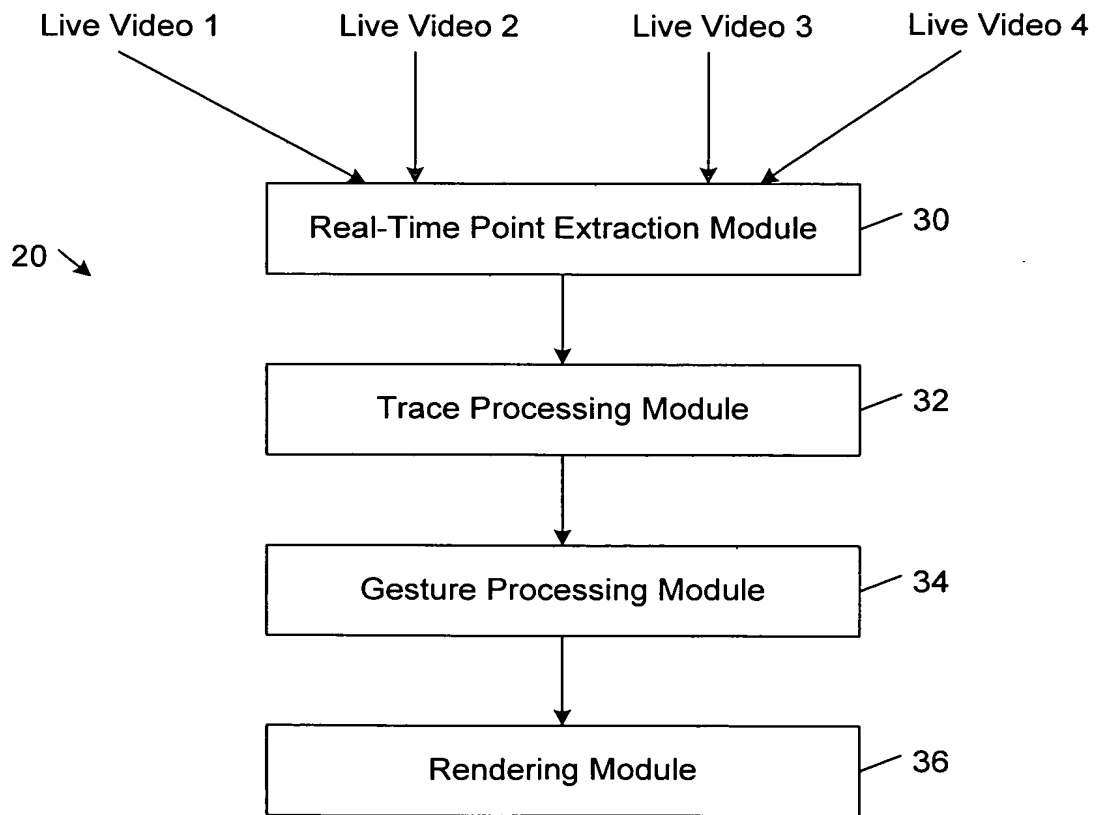 Live Video 1 Live Video 2 Live Video 3 Live Video 4
Real-Time Point Extraction Module 30
20
Trace Processing Module 32
Gesture Processing Module 34
Rendering Module 36